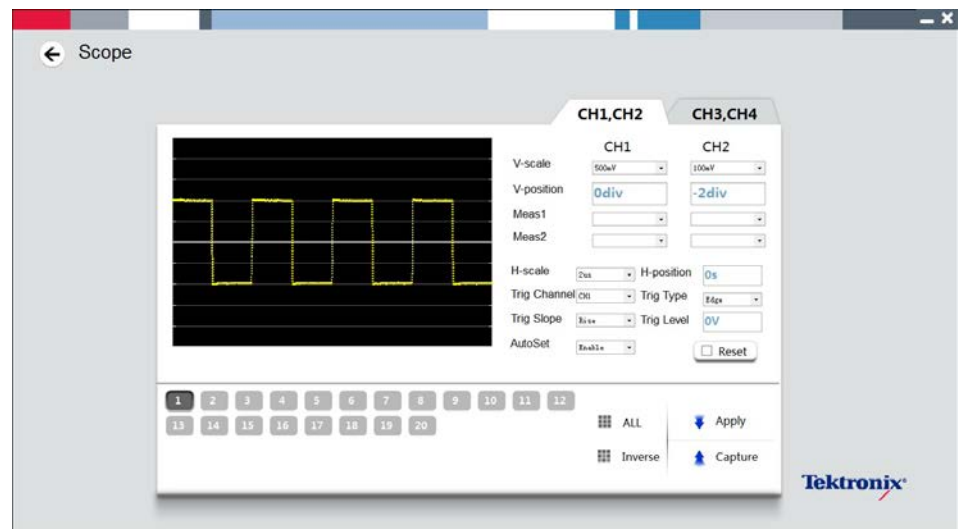 Scope
CH1,CH2 CH3,CH4
CH1 CH2
V-scale 500mV 100mV
V-position 0div -2div
Meas1
Meas2
H-scale 2us H-position 0s
Trig Channel CH1 Trig Type Edge
Trig Slope Rise Trig Level 0V
AutoSet Enable Reset
1 2 3 4 5 6 7 8 9 10 11 12
13 14 15 16 17 18 19 20
ALL Apply
Inverse Capture
Tektronix